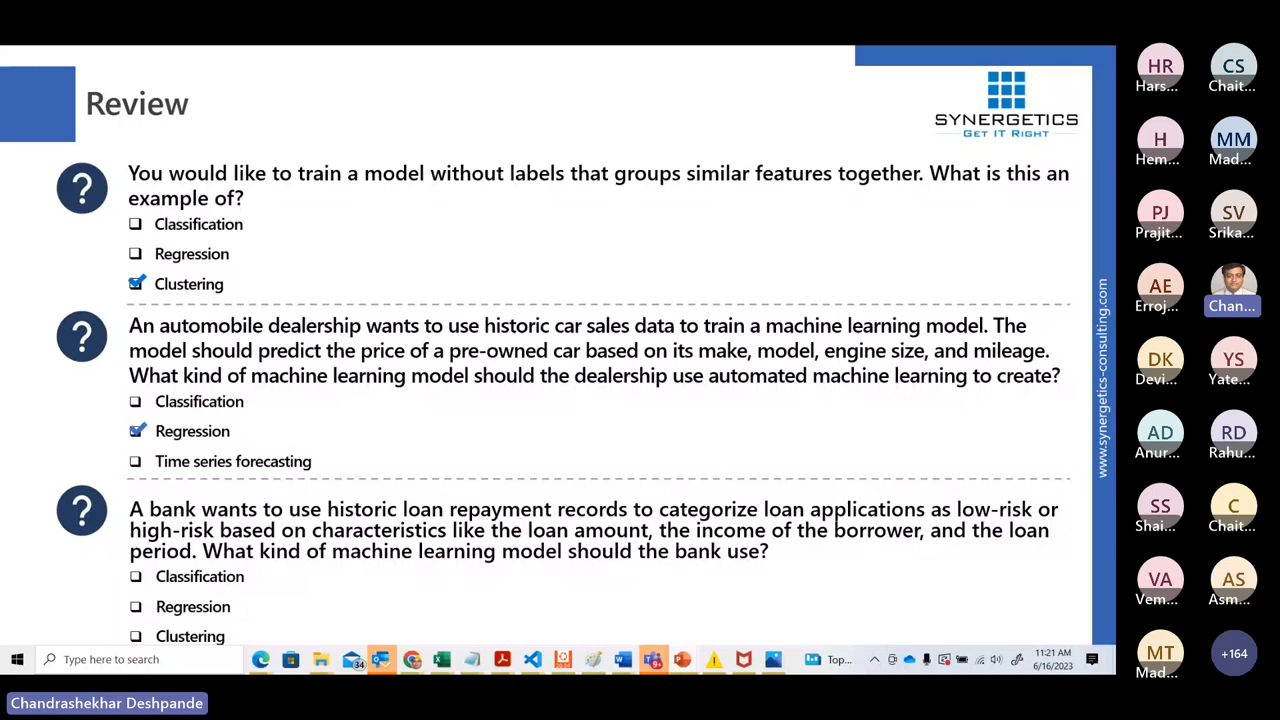 Review
SYNERGETICS
GET IT RIGHT
? You would like to train a model without labels that groups similar features together. What is this an
example of?
Classification
Regression
Clustering
? An automobile dealership wants to use historic car sales data to train a machine learning model. The
model should predict the price of a pre-owned car based on its make, model, engine size, and mileage.
What kind of machine learning model should the dealership use automated machine learning to create?
Classification
Regression
Time series forecasting
? A bank wants to use historic loan repayment records to categorize loan applications as low-risk or
high-risk based on characteristics like the loan amount, the income of the borrower, and the loan
period. What kind of machine learning model should the bank use?
Classification
Regression
Clustering
www.synergetics-consulting.com
HR CS
Hars... Chait...
H MM
Hem... Mad...
PJ SV
Prajit... Srika...
AE
Erroj... Chan...
DK YS
Devi... Yate...
AD RD
Anur... Rahu...
SS C
Shai... Chait...
VA AS
Vem... Asm...
MT +164
Mad...
Type here to search
34
9+
Top...
11:21 AM
6/16/2023
Chandrashekhar Deshpande